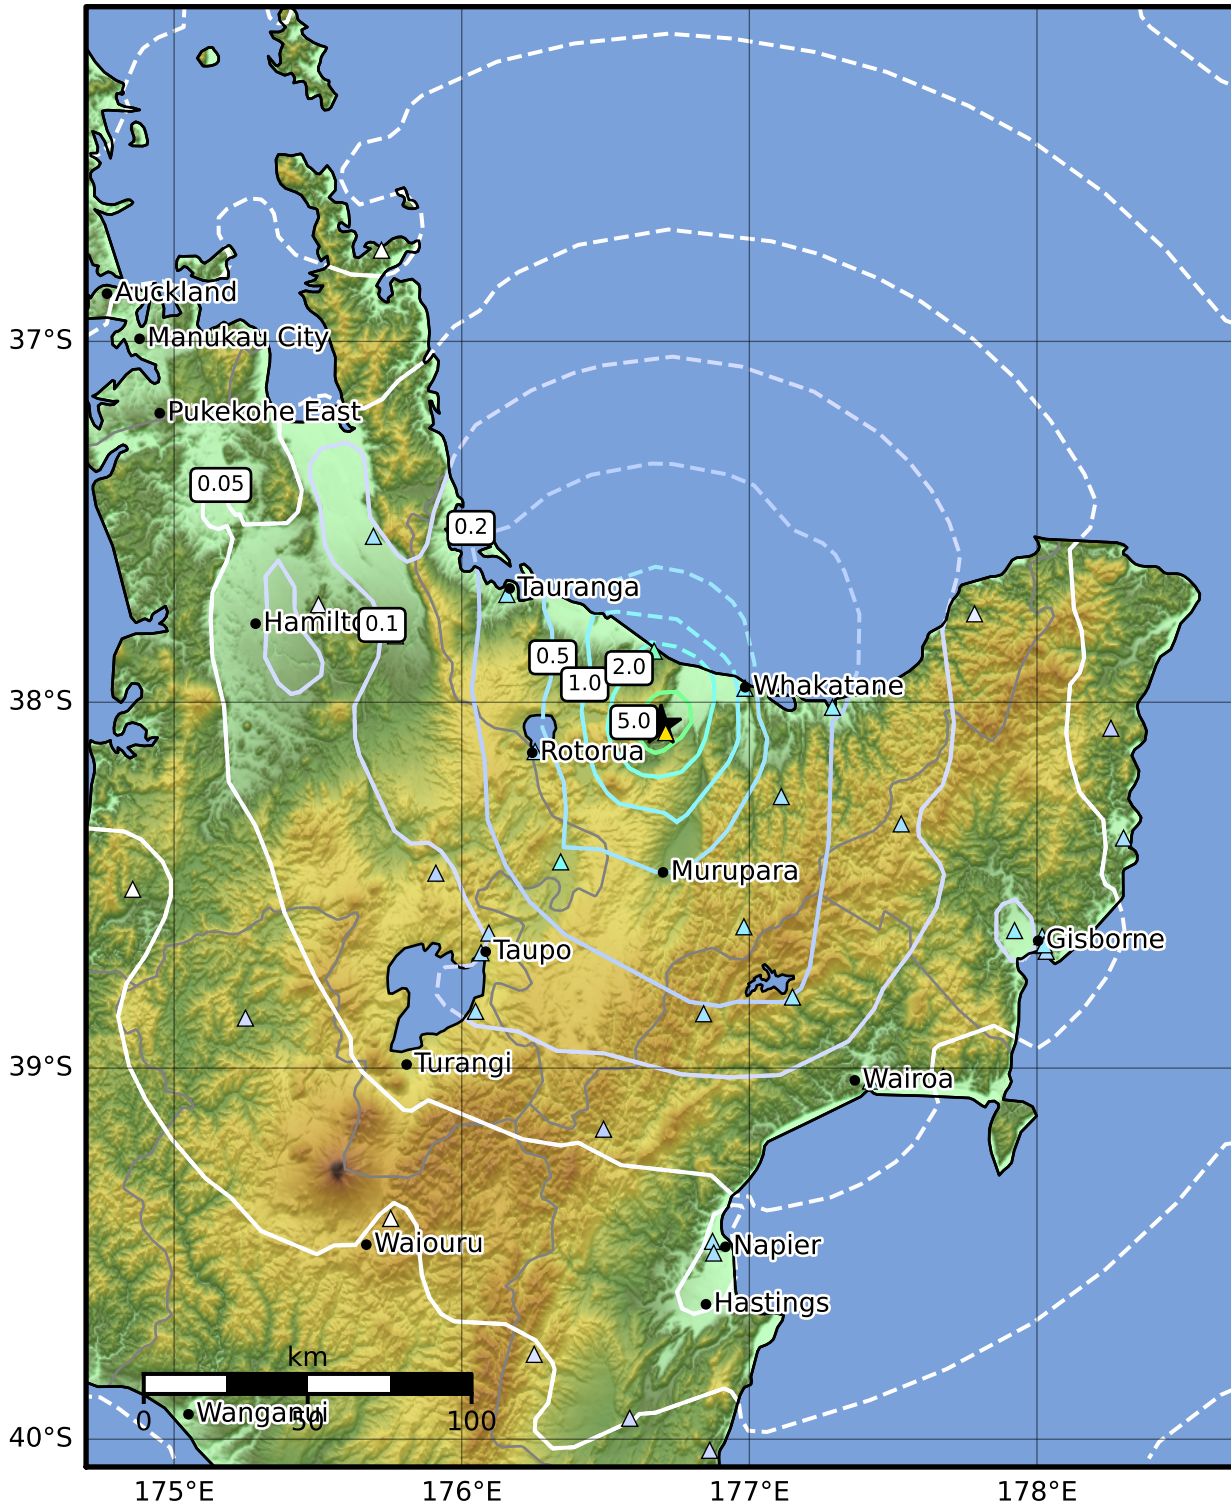 Auckland
Manukau City
37°S
Pukekohe East
0.05
0.2
Tauranga
Hamilto
0.1
0.5
2.0
1.0
Whakatane
38°S
5.0
Rotorua
Murupara
Gisborne
Taupo
Turangi
39°S
Wairoa
Waiouru
Napier
Hastings
km
Wanganui
0 50 100
40°S
175°E 176°E 177°E 178°E